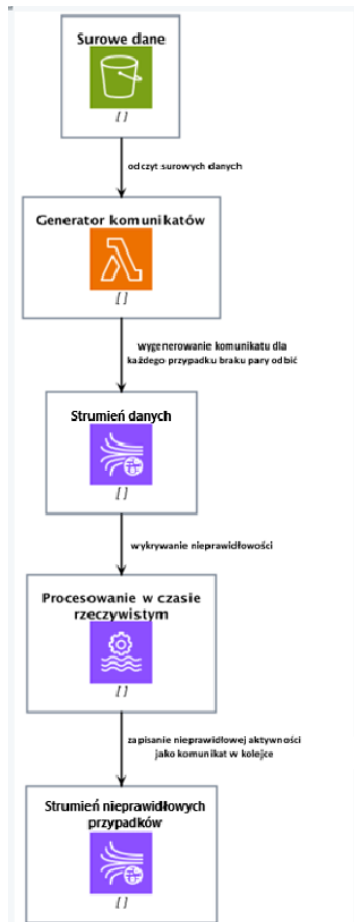 Surowe dane
[ ]
odczyt surowych danych
Generator komunikatów
[ ]
wygenerowanie komunikatu dla
każdego przypadku braku pary odbić
Strumień danych
[ ]
wykrywanie nieprawidłowości
Procesowanie w czasie
rzeczywistym
[ ]
zapisanie nieprawidłowej aktywności
jako komunikat w kolejce
Strumień nieprawidłowych
przypadków
[ ]